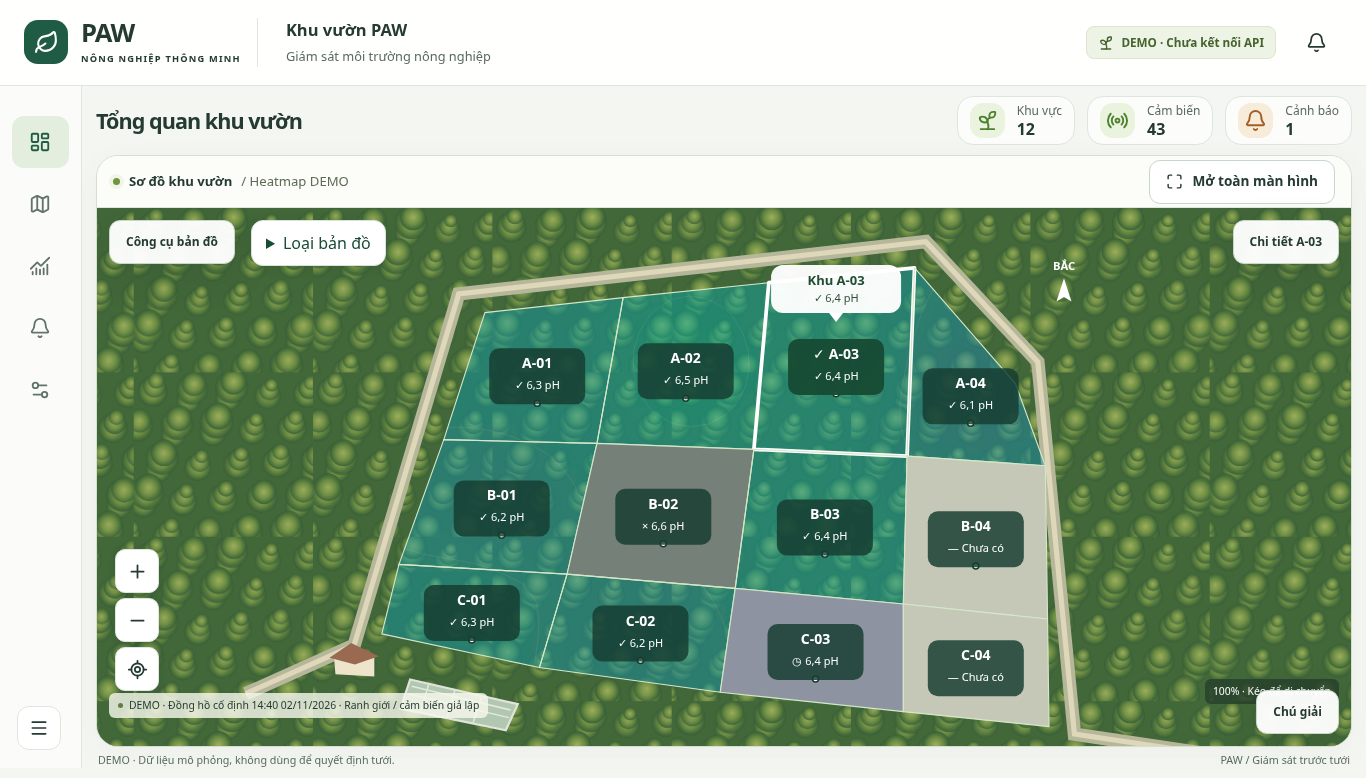 PAW
NÔNG NGHIỆP THÔNG MINH
Khu vườn PAW
Giám sát môi trường nông nghiệp
DEMO · Chưa kết nối API
Tổng quan khu vườn
Khu vực
12
Cảm biến
43
Cảnh báo
1
Sơ đồ khu vườn / Heatmap DEMO
Mở toàn màn hình
Công cụ bản đồ
▶ Loại bản đồ
Chi tiết A-03
BẮC
Khu A-03
✓ 6,4 pH
A-01
✓ 6,3 pH
A-02
✓ 6,5 pH
✓ A-03
✓ 6,4 pH
A-04
✓ 6,1 pH
B-01
✓ 6,2 pH
B-02
× 6,6 pH
B-03
✓ 6,4 pH
B-04
— Chưa có
C-01
✓ 6,3 pH
C-02
✓ 6,2 pH
C-03
◷ 6,4 pH
C-04
— Chưa có
DEMO · Đồng hồ cố định 14:40 02/11/2026 · Ranh giới / cảm biến giả lập
100% · Kéo để di chuyển
Chú giải
DEMO · Dữ liệu mô phỏng, không dùng để quyết định tưới.
PAW / Giám sát trước tưới